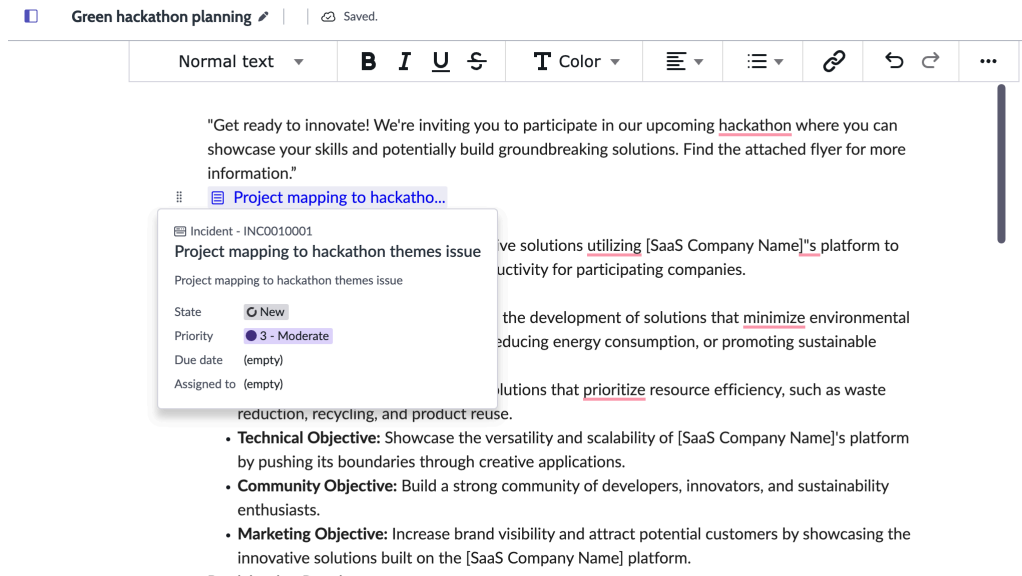 Green hackathon planning
Saved.
Normal text B I U S T Color
"Get ready to innovate! We're inviting you to participate in our upcoming hackathon where you can
showcase your skills and potentially build groundbreaking solutions. Find the attached flyer for more
information.”
Project mapping to hackatho...
Incident - INC0010001
Project mapping to hackathon themes issue
Project mapping to hackathon themes issue
State New
Priority 3 - Moderate
Due date (empty)
Assigned to (empty)
solutions utilizing [SaaS Company Name]"s platform to
for participating companies.
the development of solutions that minimize environmental
energy consumption, or promoting sustainable
that prioritize resource efficiency, such as waste
reduction, recycling, and product reuse.
• Technical Objective: Showcase the versatility and scalability of [SaaS Company Name]'s platform
by pushing its boundaries through creative applications.
• Community Objective: Build a strong community of developers, innovators, and sustainability
enthusiasts.
• Marketing Objective: Increase brand visibility and attract potential customers by showcasing the
innovative solutions built on the [SaaS Company Name] platform.